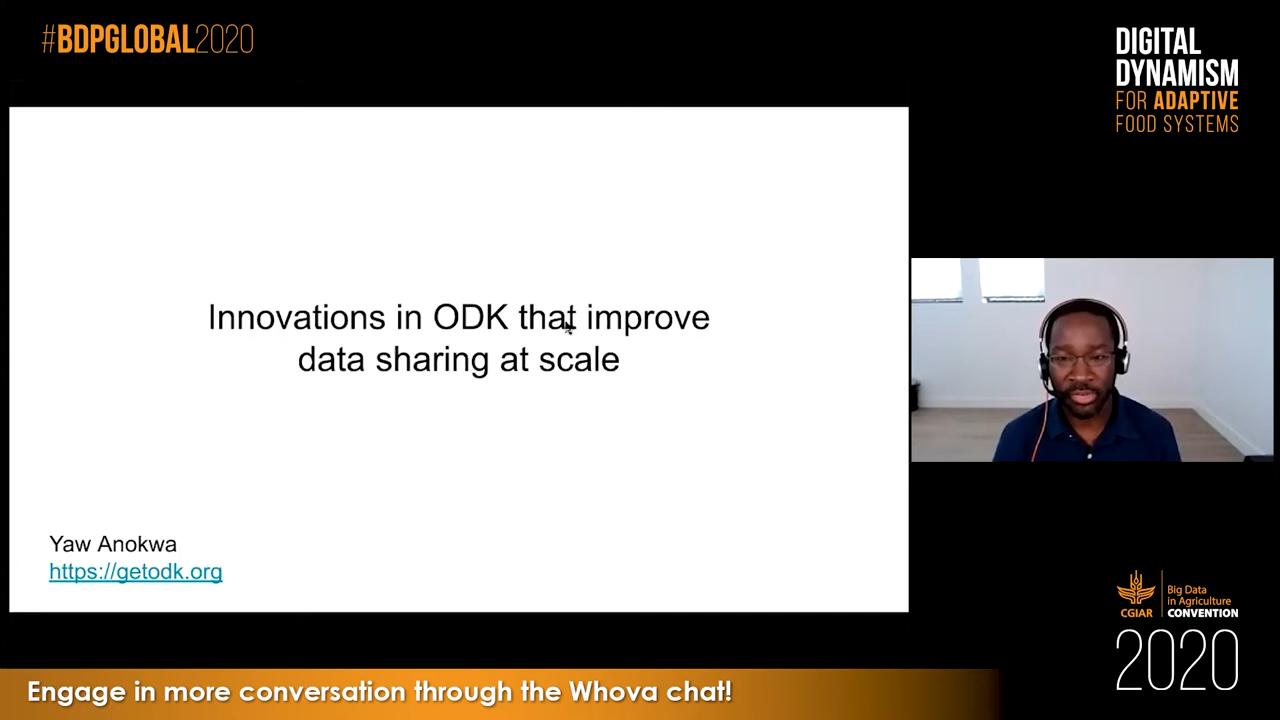 #BDPGLOBAL2020
DIGITAL
DYNAMISM
FOR ADAPTIVE
FOOD SYSTEMS
Innovations in ODK that improve
data sharing at scale
Yaw Anokwa
https://getodk.org
CGIAR
Big Data
in Agriculture
CONVENTION
2020
Engage in more conversation through the Whova chat!